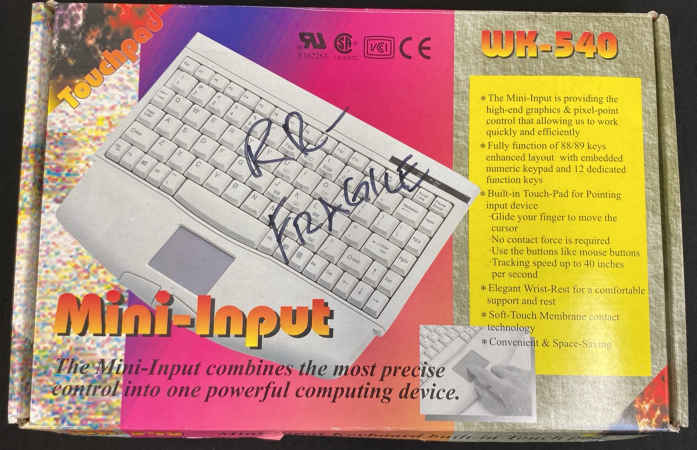 Touchpad
WK-540
VCCI
CE
RR-
FRAGILE
* The Mini-Input is providing the
high-end graphics & pixel-point
control that allowing us to work
quickly and efficiently
* Fully function of 88/89 keys
enhanced layout with embedded
numeric keypad and 12 dedicated
function keys
* Built-in Touch-Pad for Pointing
input device
·Glide your finger to move the
cursor
·No contact force is required
·Use the buttons like mouse buttons
·Tracking speed up to 40 inches
per second
* Elegant Wrist-Rest for a comfortable
support and rest
* Soft-Touch Membrane contact
technology
* Convenient & Space-Saving
Mini-Input
The Mini-Input combines the most precise
control into one powerful computing device.